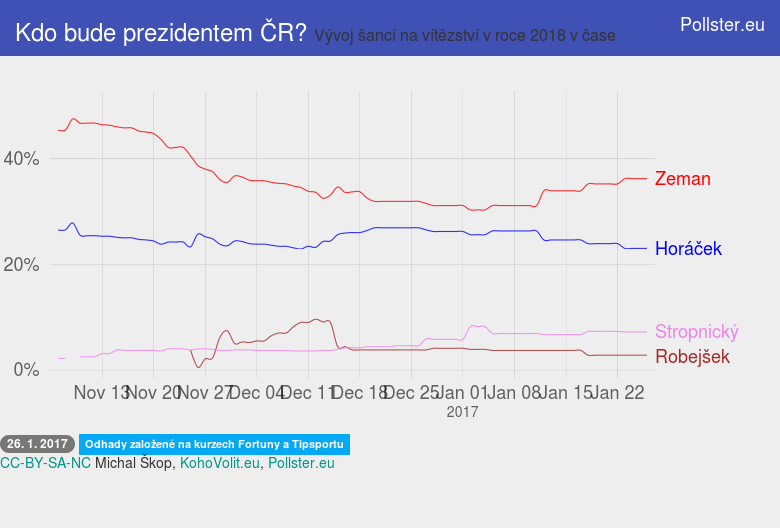 Kdo bude prezidentem ČR? Vývoj šancí na vítězství v roce 2018 v čase
Pollster.eu
40%
20%
0%
Zeman
Horáček
Stropnický
Robejšek
Nov 13 Nov 20 Nov 27 Dec 04 Dec 11 Dec 18 Dec 25 Jan 01 Jan 08 Jan 15 Jan 22
2017
26. 1. 2017 Odhady založené na kurzech Fortuny a Tipsportu
CC-BY-SA-NC Michal Škop, KohoVolit.eu, Pollster.eu